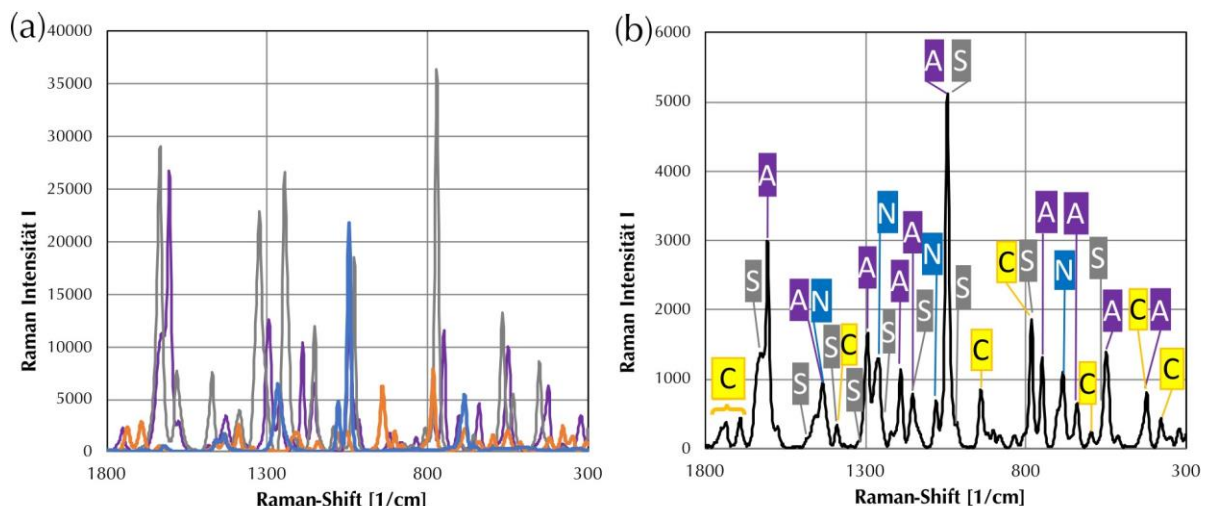 (a)
40000
35000
30000
25000
20000
15000
10000
5000
0
Raman Intensität I
1800 1300 800 300
Raman-Shift [1/cm]
(b)
6000
5000
4000
3000
2000
1000
0
Raman Intensität I
A S
A
N
A
A A
A
N
C S
S
S
A
S
N
A N
S
C
S
S
C
S
C
A
C A
C
C
1800 1300 800 300
Raman-Shift [1/cm]